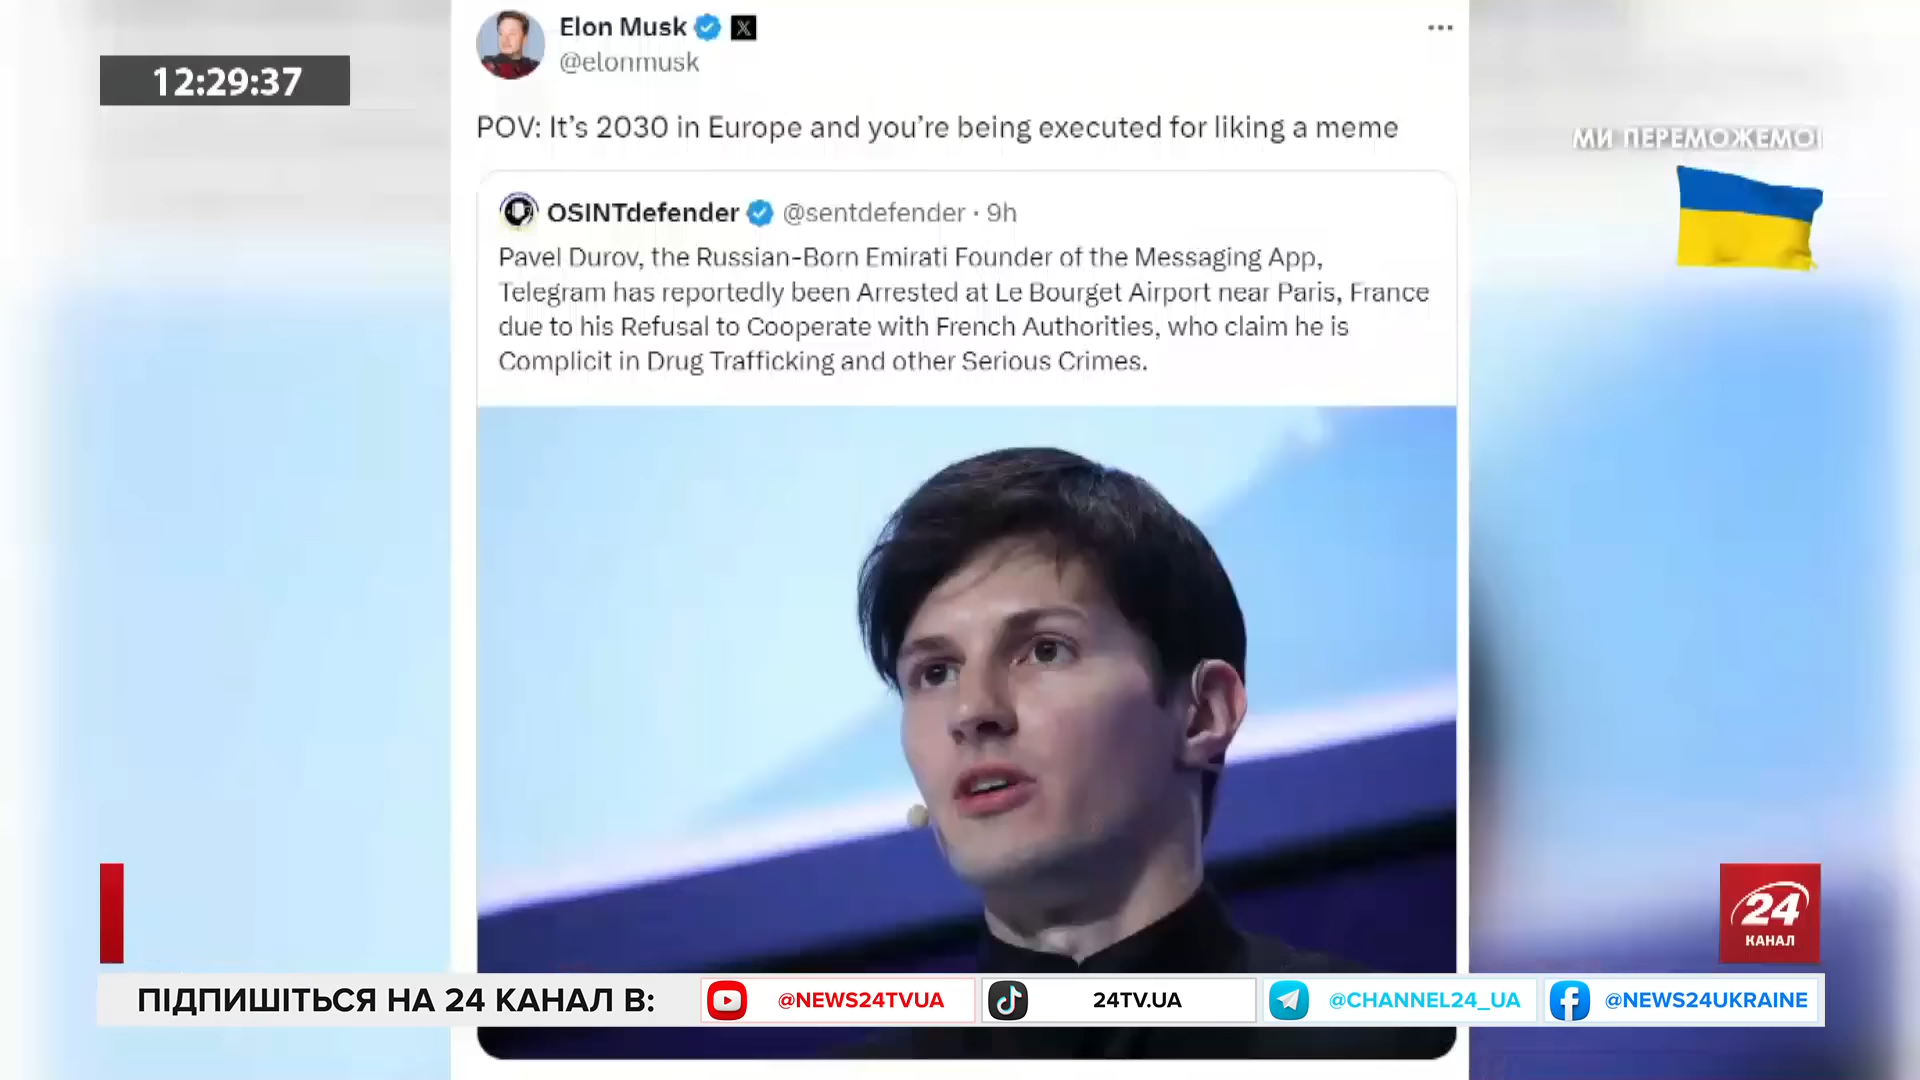 12:29:37
Elon Musk
@elonmusk
POV: It's 2030 in Europe and you're being executed for liking a meme
OSINTdefender @sentdefender · 9h
Pavel Durov, the Russian-Born Emirati Founder of the Messaging App,
Telegram has reportedly been Arrested at Le Bourget Airport near Paris, France
due to his Refusal to Cooperate with French Authorities, who claim he is
Complicit in Drug Trafficking and other Serious Crimes.
МИ ПЕРЕМОЖЕМО!
24
КАНАЛ
ПІДПИШІТЬСЯ НА 24 КАНАЛ В: @NEWS24TVUA 24TV.UA @CHANNEL24_UA @NEWS24UKRAINE